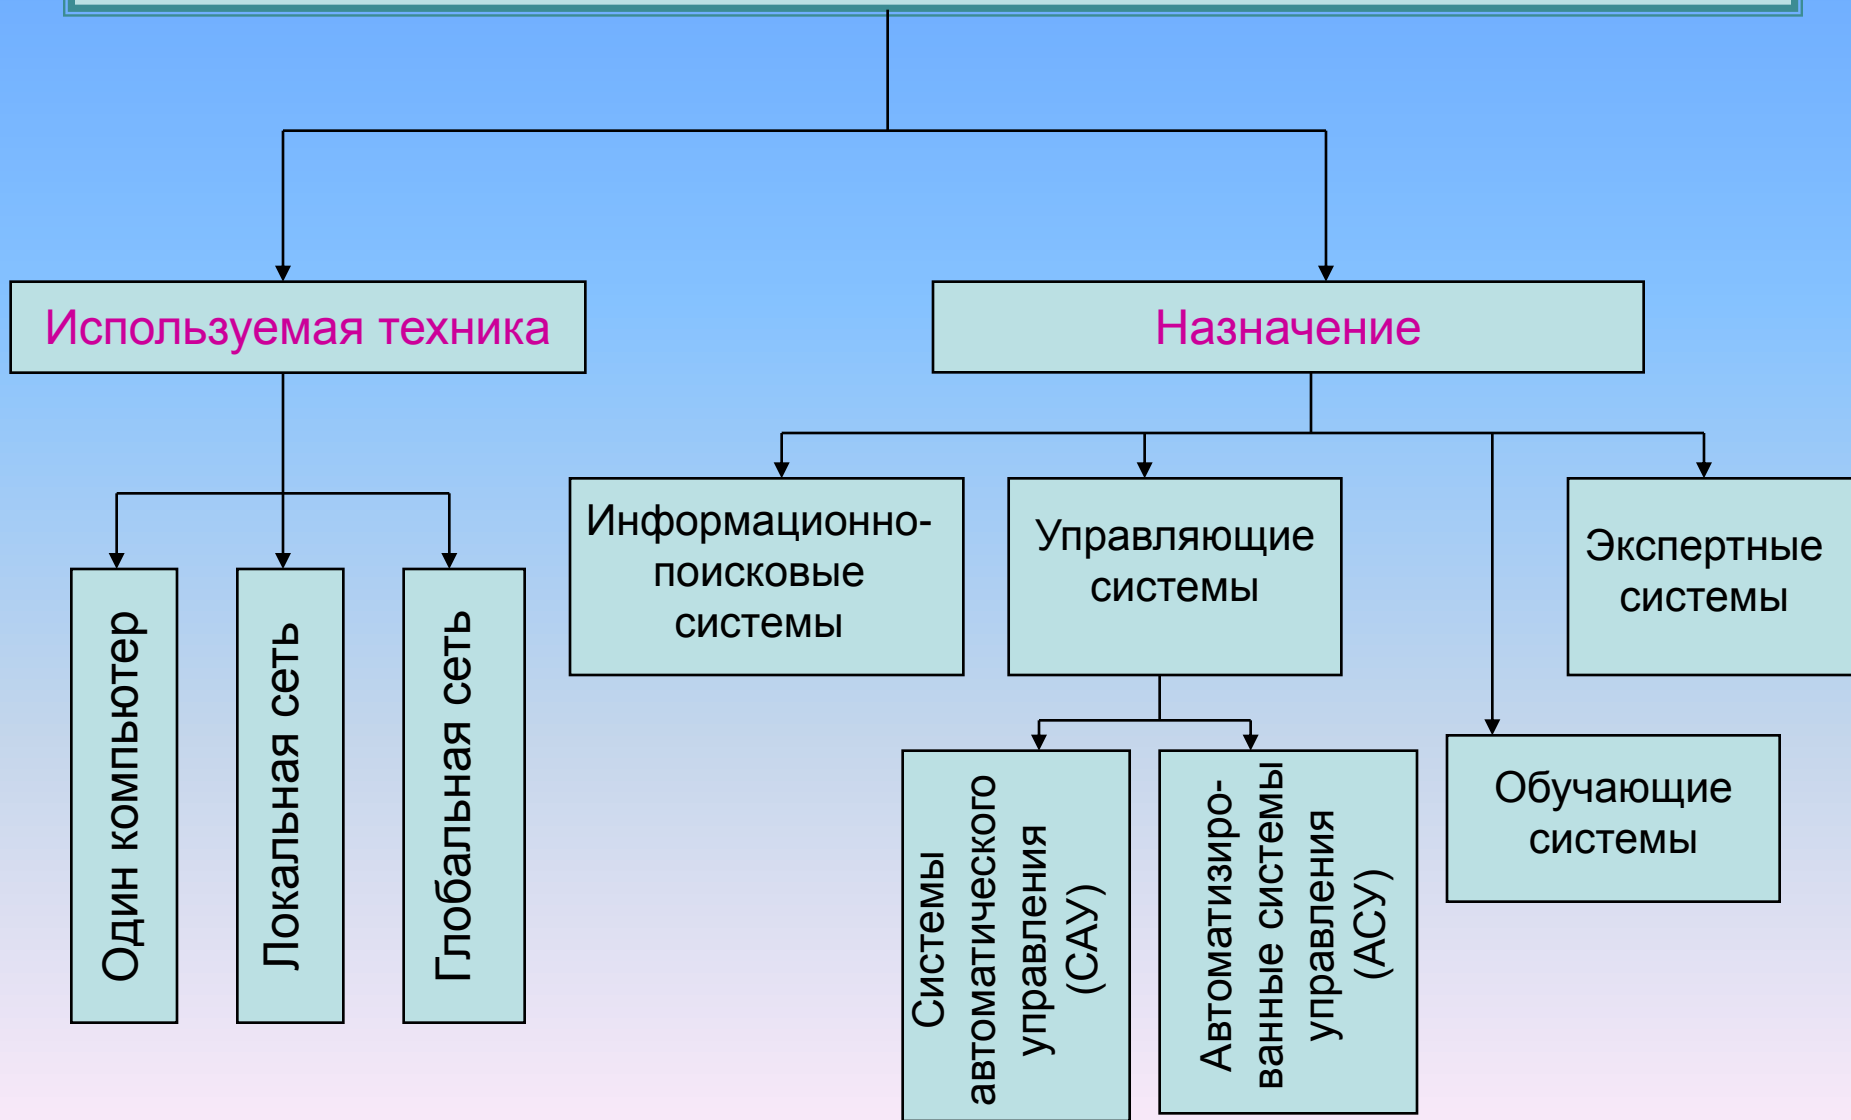 Используемая техника
Назначение
Информационно-
поисковые
системы
Управляющие
системы
Экспертные
системы
Один компьютер
Локальная сеть
Глобальная сеть
Системы
автоматического
управления
(САУ)
Автоматизиро-
ванные системы
управления
(АСУ)
Обучающие
системы